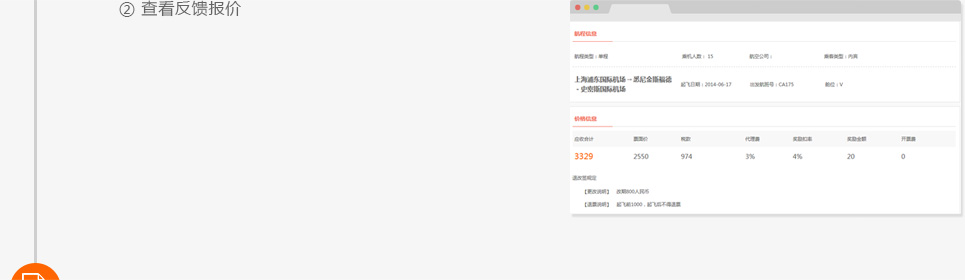 ② 查看反馈报价
航程信息
航程类型：单程 乘机人数： 15 航空公司： 乘客类型：内宾
上海浦东国际机场 - 悉尼金斯福德 起飞日期：2014-06-17 出发航班号：CA175 舱位：V
- 史密斯国际机场
价格信息
应收合计 票面价 税款 代理费 奖励扣率 奖励金额 开票费
3329 2550 974 3% 4% 20 0
退改签规定
【更改说明】 改期800人民币
【退票说明】 起飞前1000，起飞后不得退票